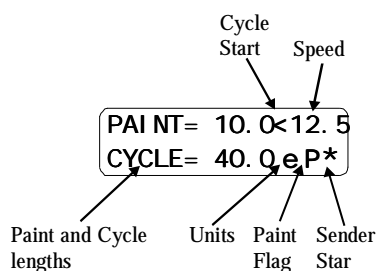 Cycle
Start Speed
PAINT= 10.0<12.5
CYCLE= 40.0 e P*
Paint and Cycle Units Paint Sender
lengths Flag Star